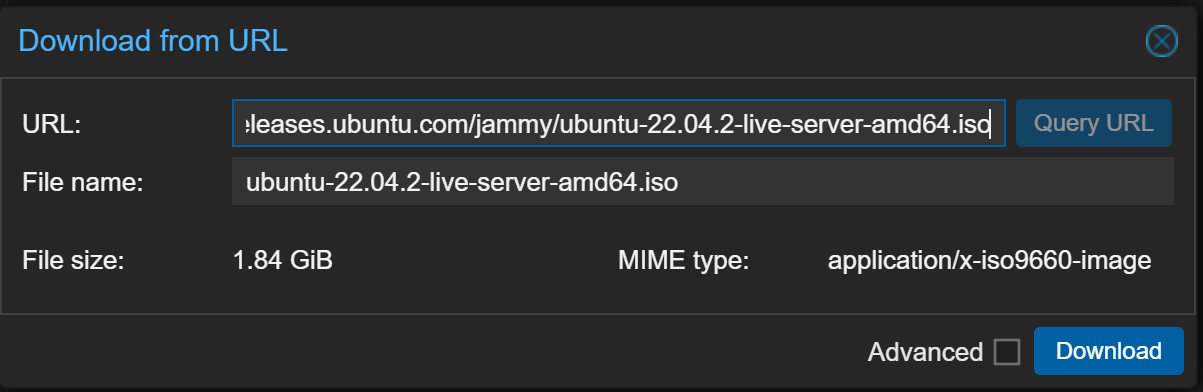 Download from URL
URL: eleases.ubuntu.com/jammy/ubuntu-22.04.2-live-server-amd64.iso Query URL
File name: ubuntu-22.04.2-live-server-amd64.iso
File size: 1.84 GiB MIME type: application/x-iso9660-image
Advanced Download